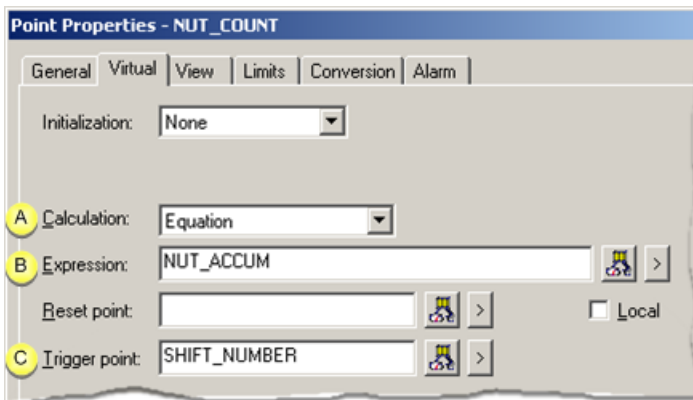 Point Properties - NUT_COUNT
General Virtual View Limits Conversion Alarm
Initialization: None
A Calculation: Equation
B Expression: NUT_ACCUM >
Reset point: > Local
C Trigger point: SHIFT_NUMBER >